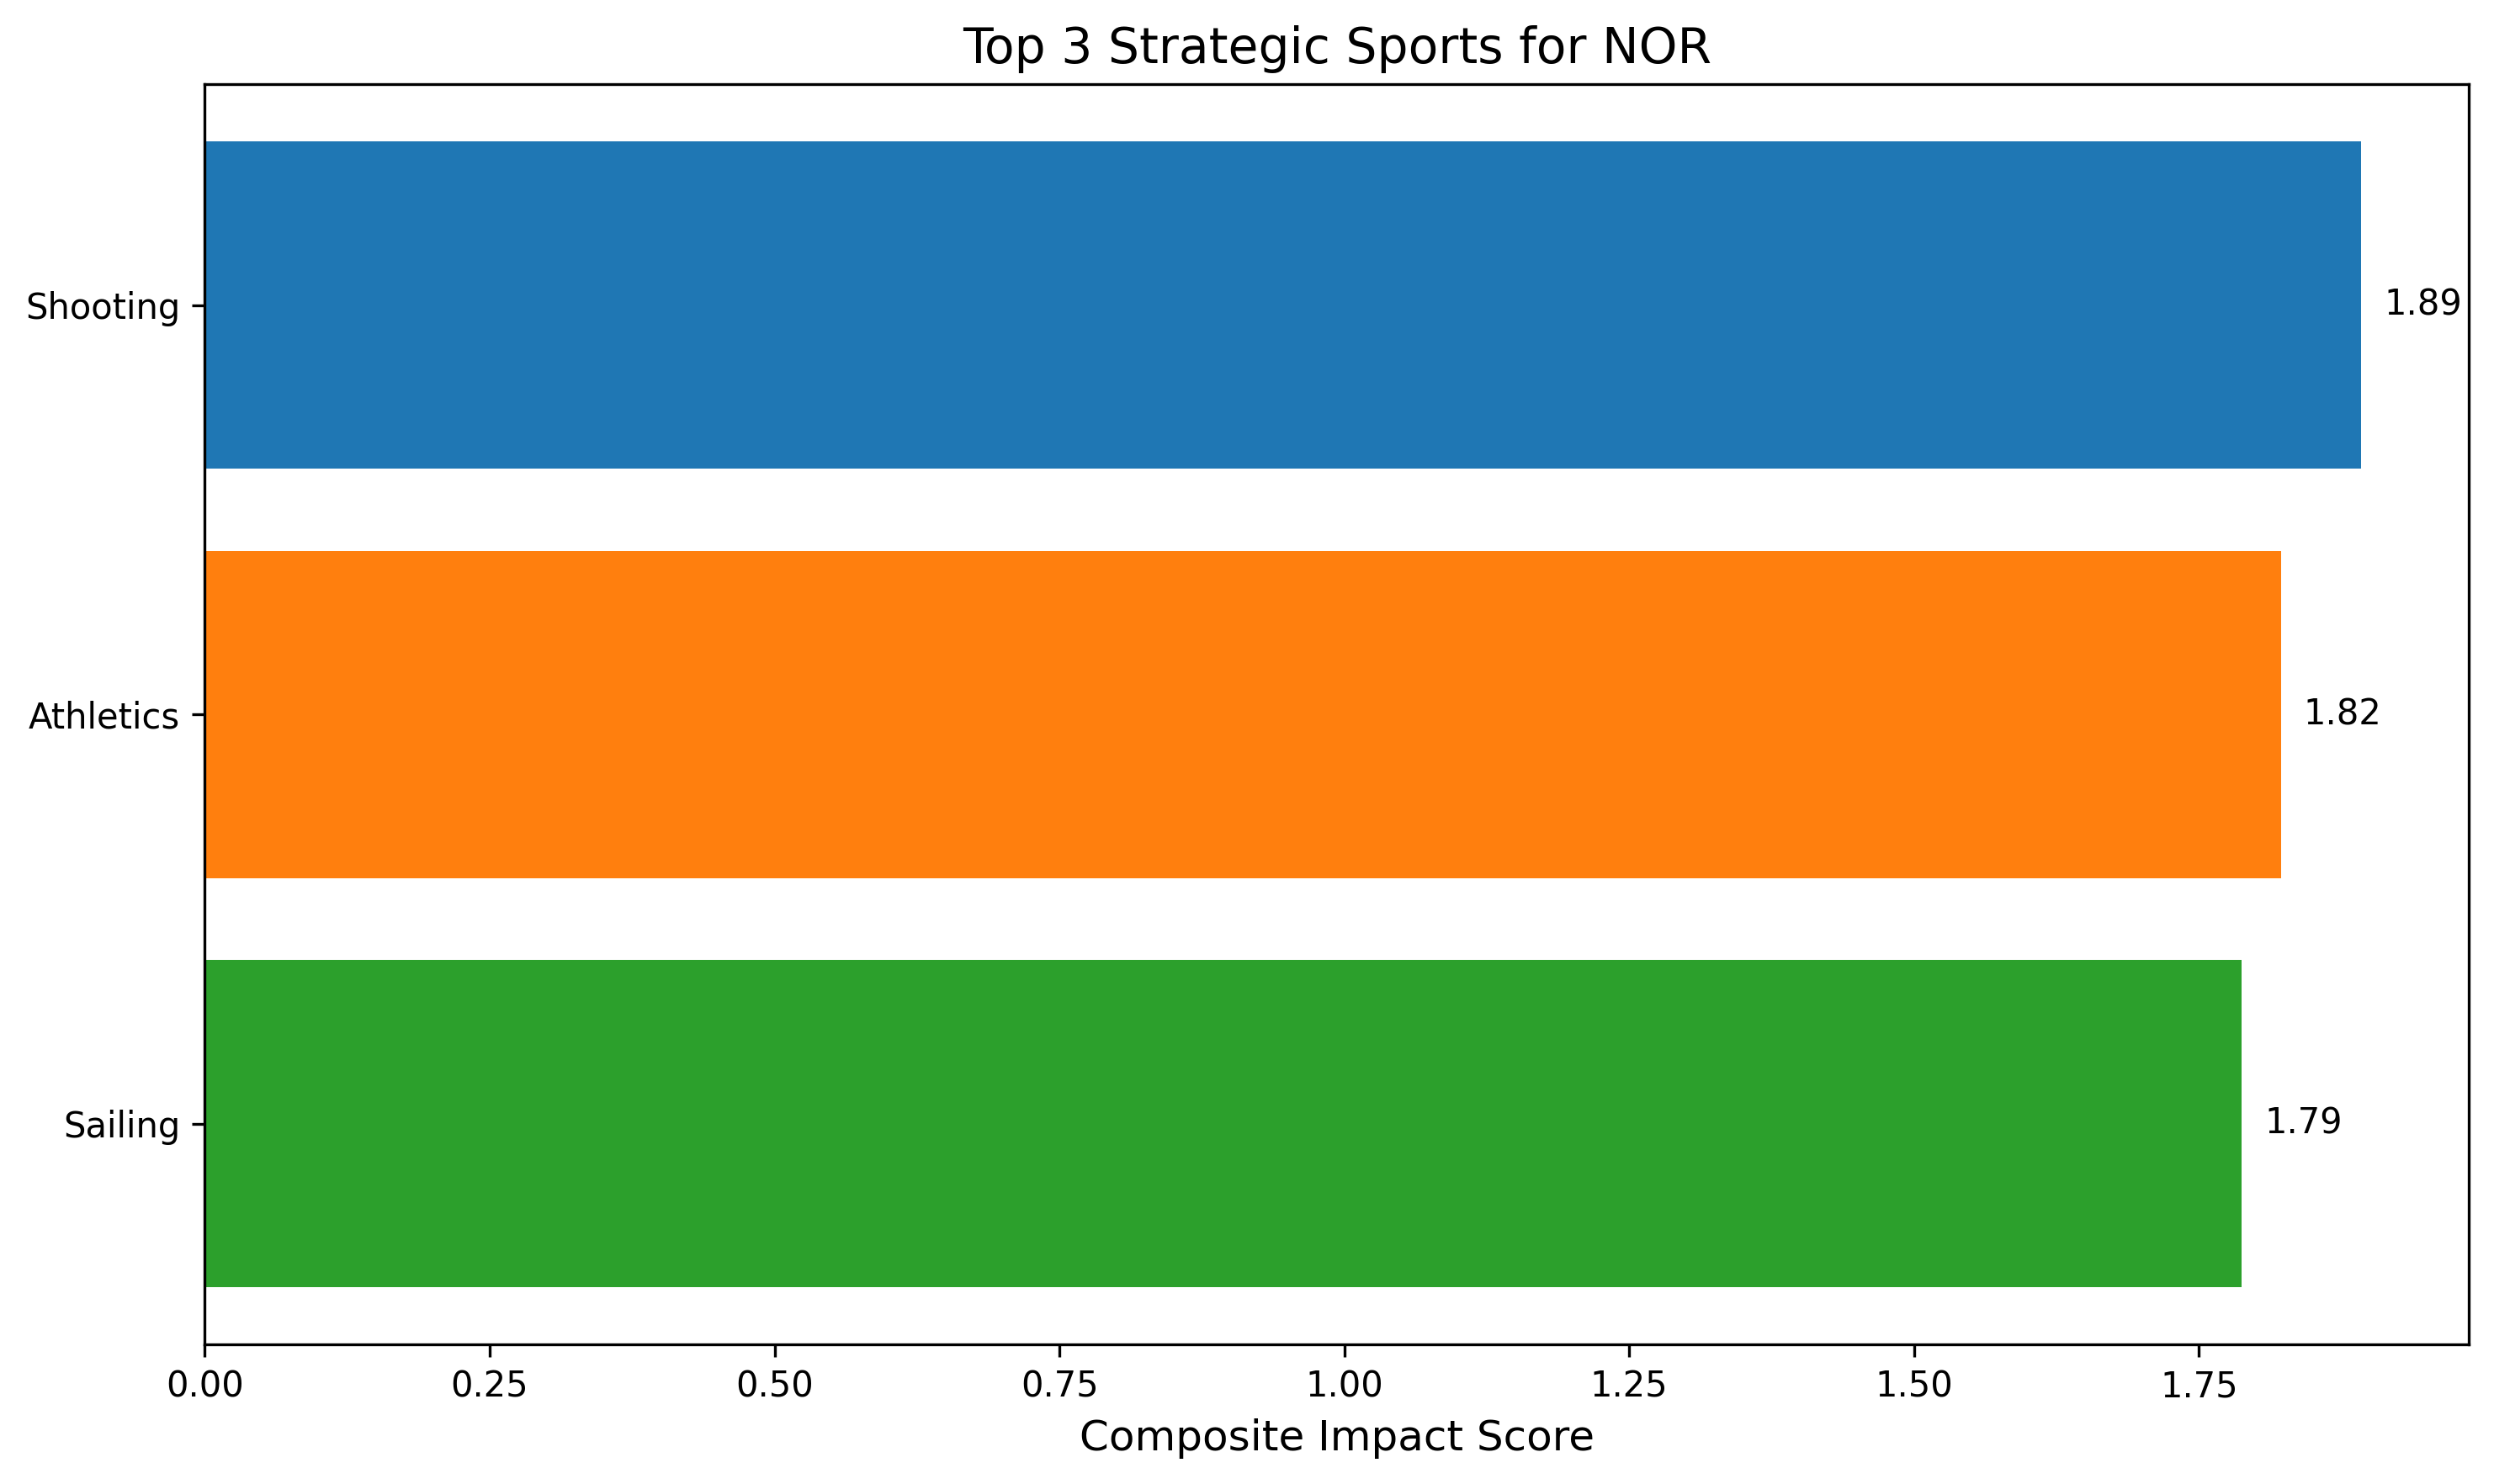 Top 3 Strategic Sports for NOR
Shooting
1.89
Athletics
1.82
Sailing
1.79
0.00 0.25 0.50 0.75 1.00 1.25 1.50 1.75
Composite Impact Score